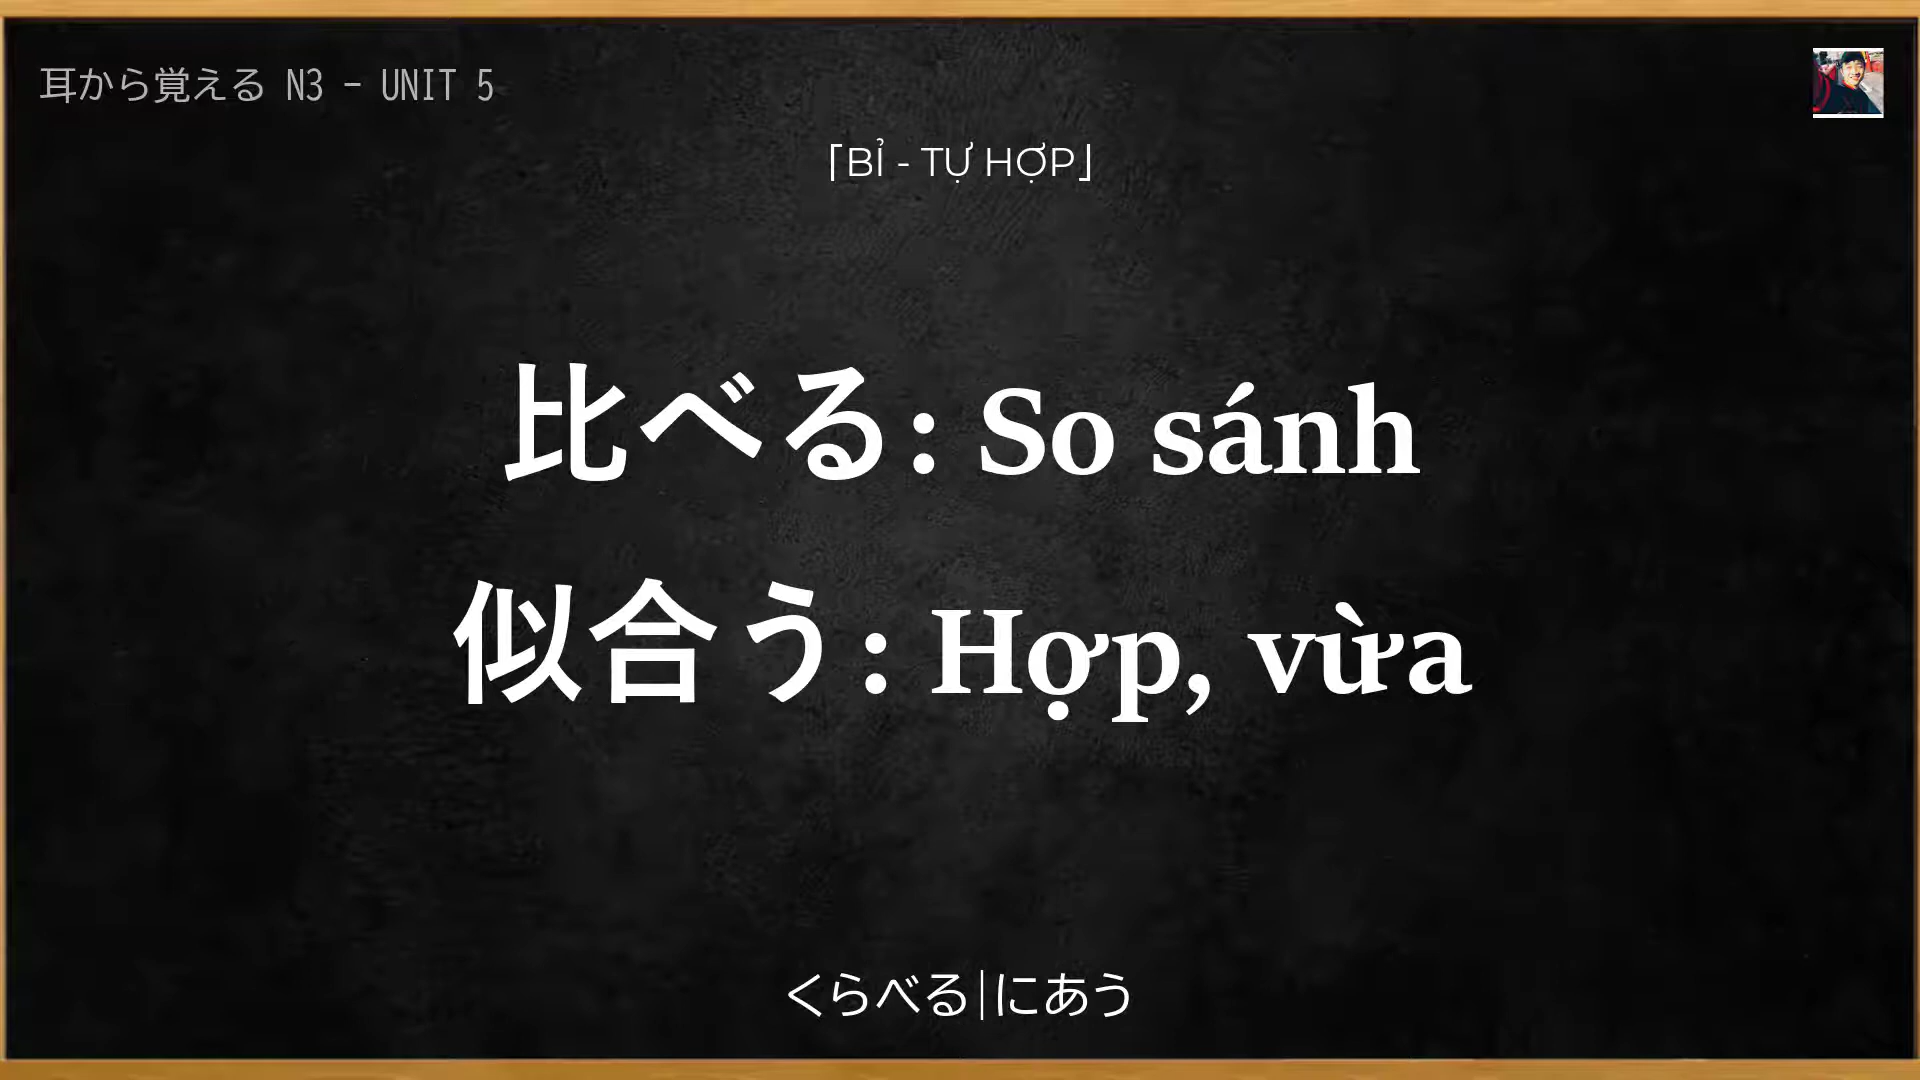 耳から覚える N3 - UNIT 5
「BỈ - TỰ HỢP」
比べる: So sánh
似合う: Hợp, vừa
くらべる|にあう